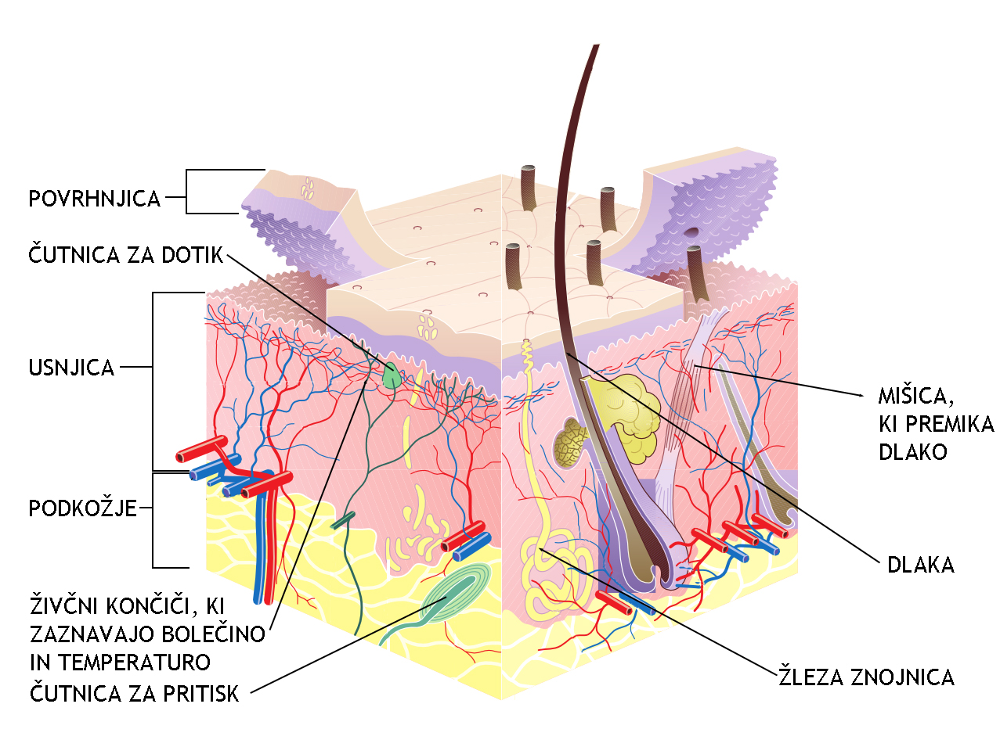 POVRHNJICA
ČUTNICA ZA DOTIK
USNJICA
PODKOŽJE
ŽIVČNI KONČIČI, KI
ZAZNAVAJO BOLEČINO
IN TEMPERATURO
ČUTNICA ZA PRITISK
MIŠICA,
KI PREMIKA
DLAKO
DLAKA
ŽLEZA ZNOJNICA